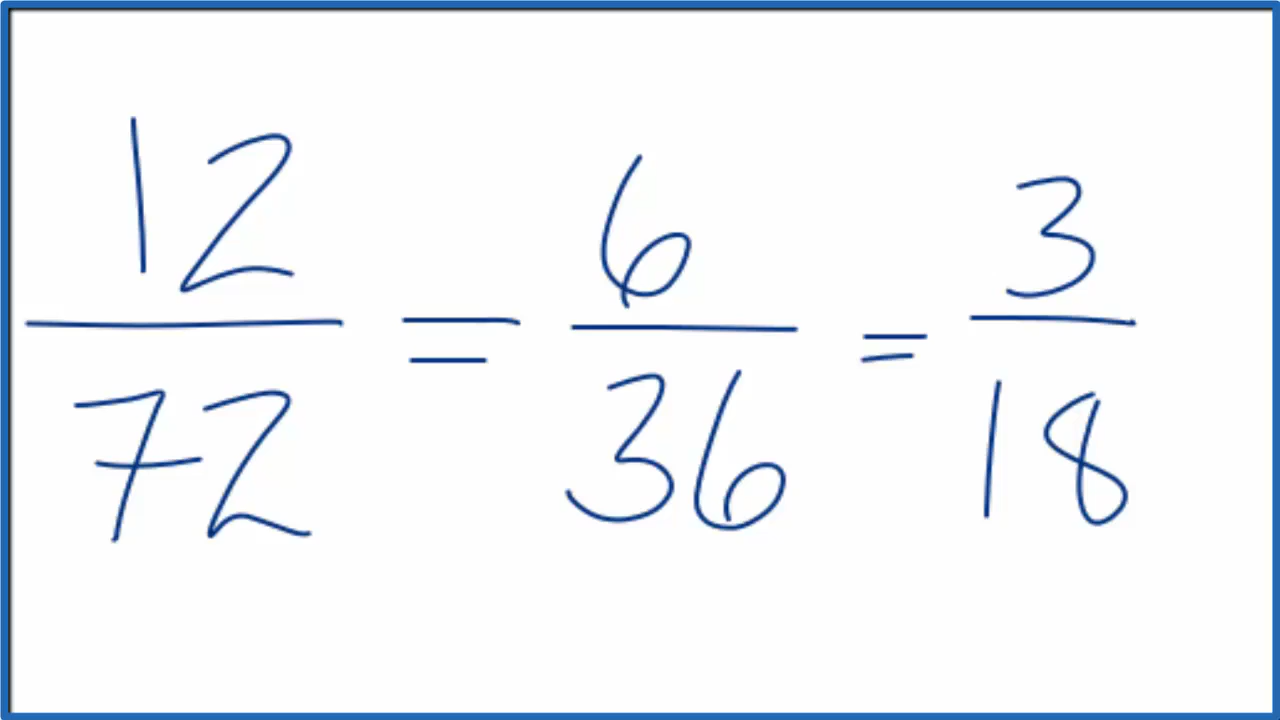 12/72 = 6/36 = 3/18